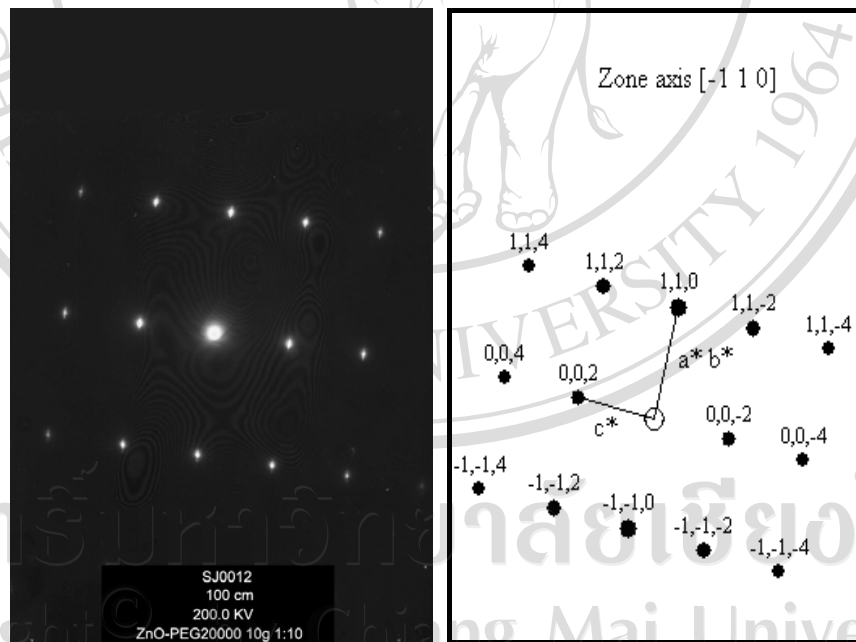 SJ0012
100 cm
200.0 KV
ZnO-PEG20000 10g 1:10
Zone axis [-1 1 0]
1,1,4
1,1,2
1,1,0
1,1,-2
1,1,-4
a* b*
0,0,4
0,0,2
c*
0,0,-2
0,0,-4
-1,-1,4
-1,-1,2
-1,-1,0
-1,-1,-2
-1,-1,-4
1964